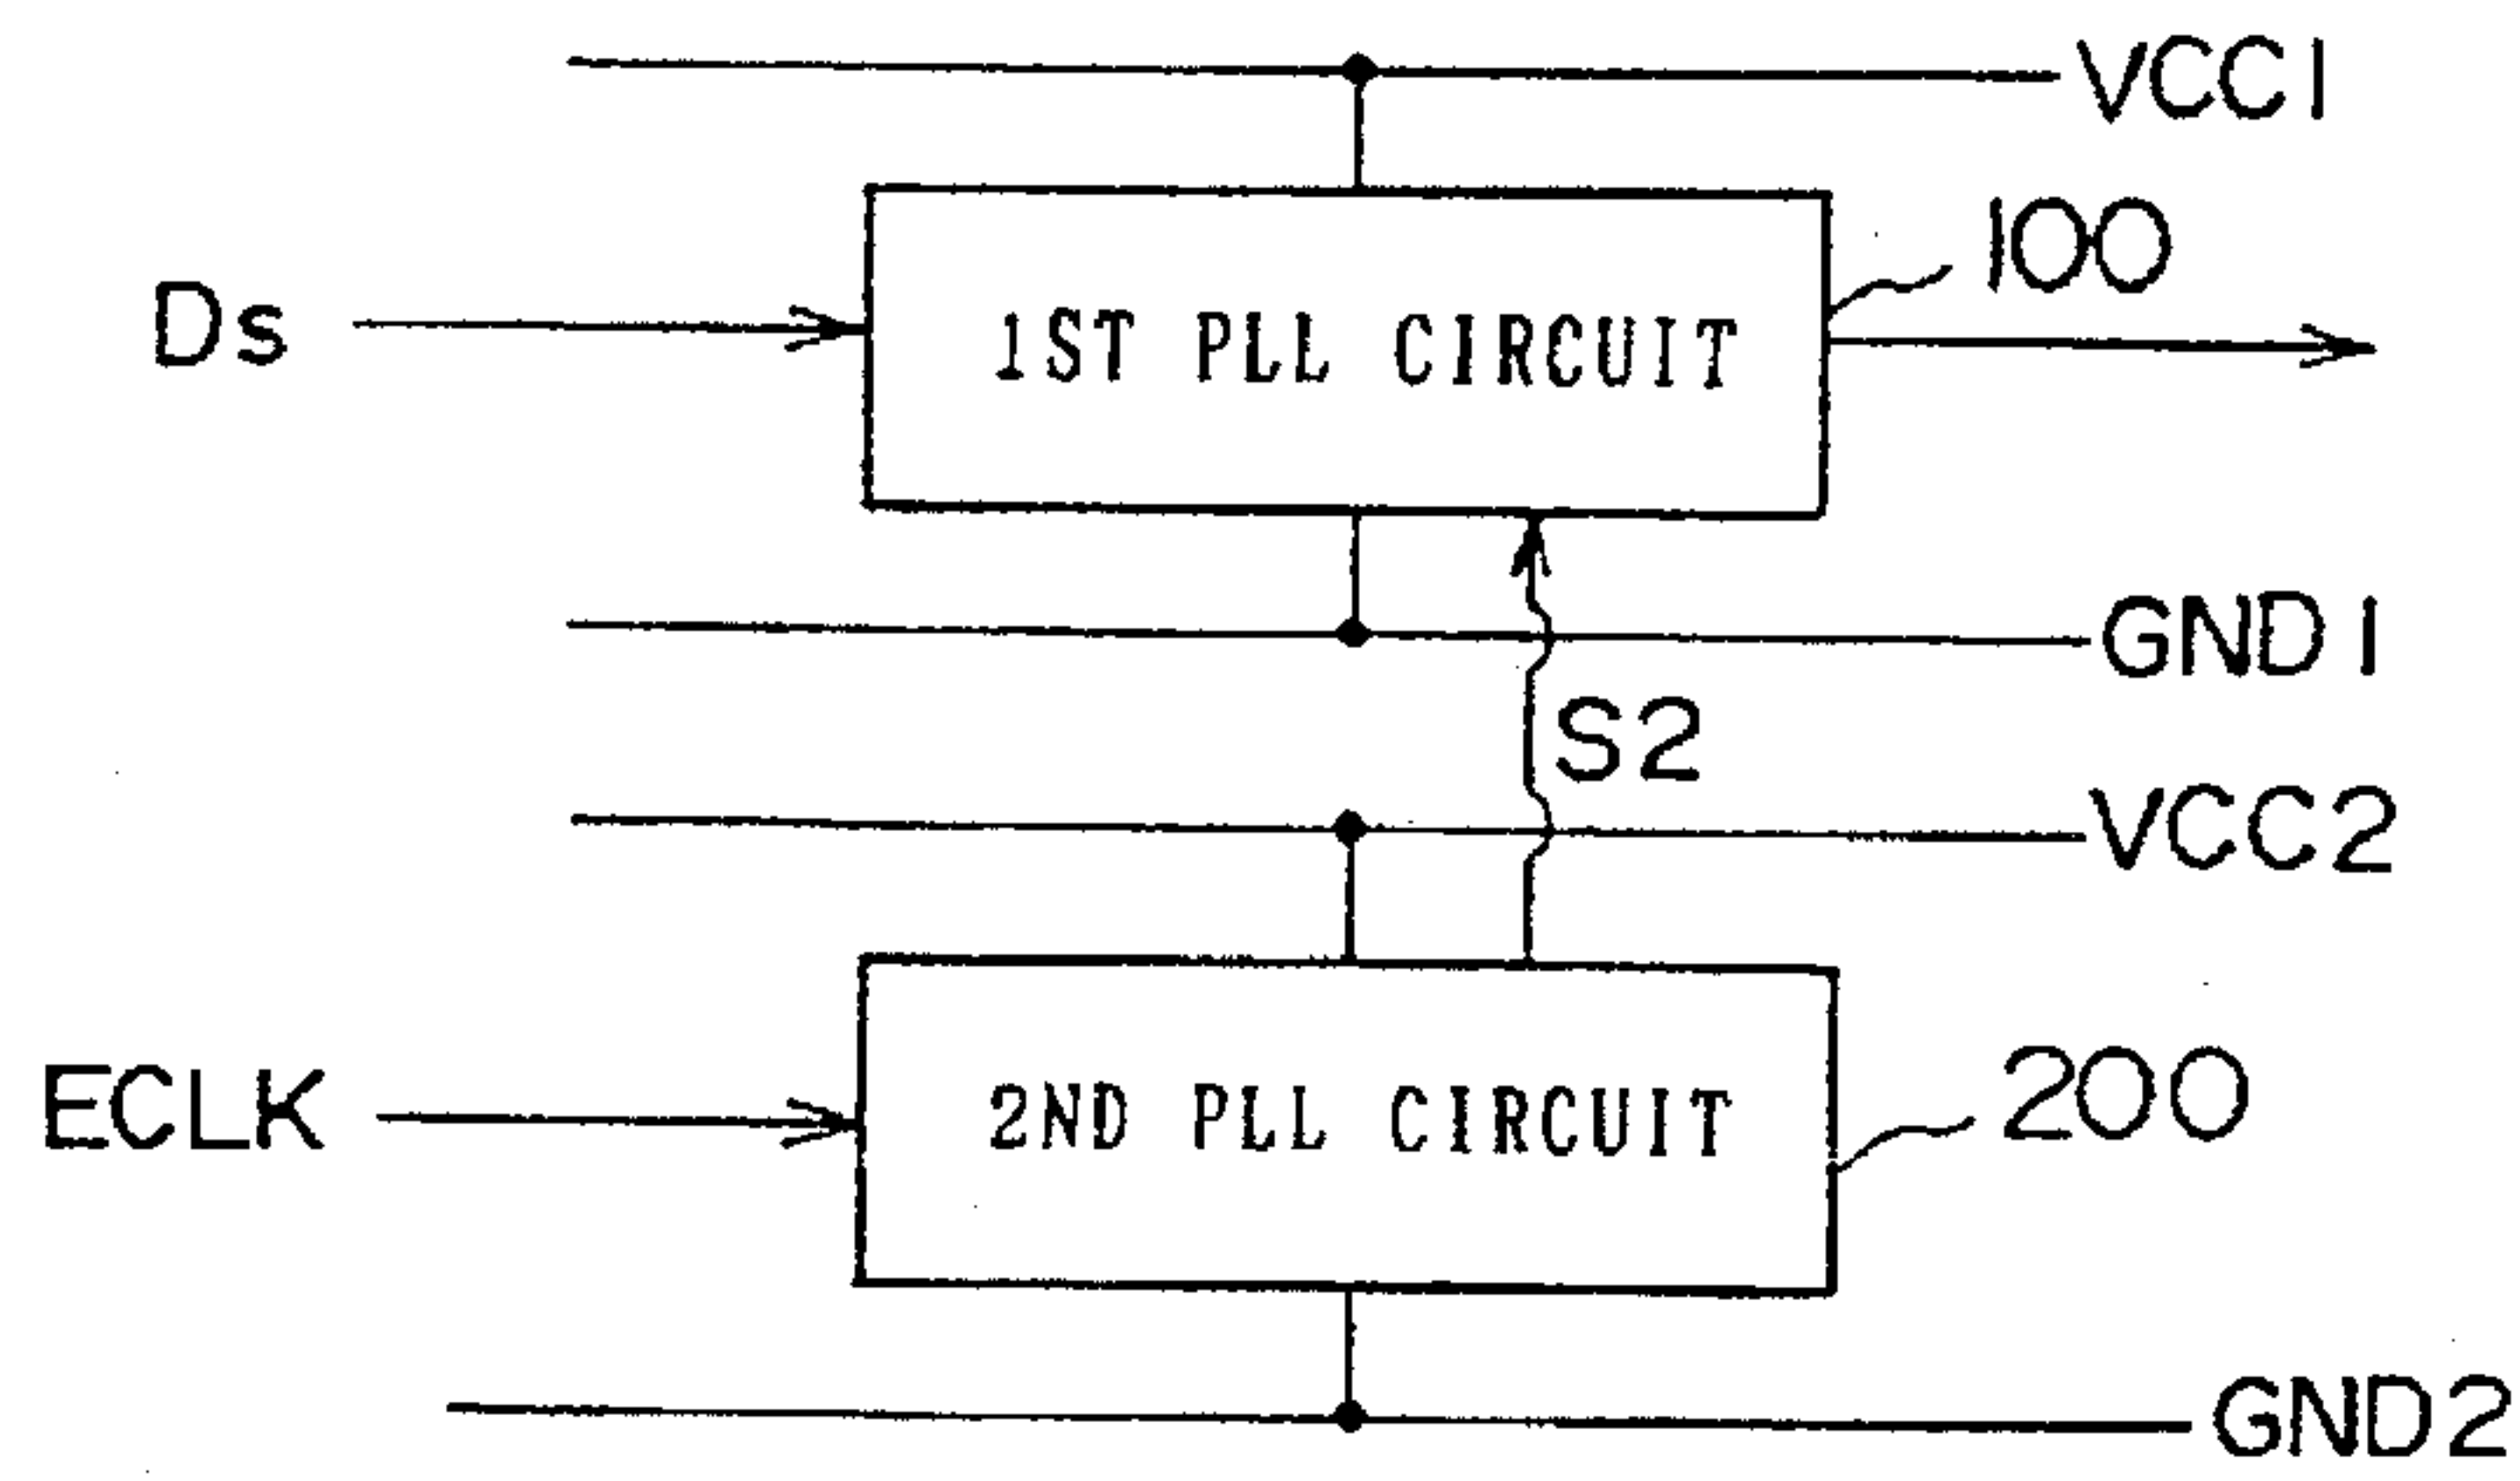 VCC1
100
Ds
1ST PLL CIRCUIT
GND1
S2
VCC2
200
ECLK
2ND PLL CIRCUIT
GND2